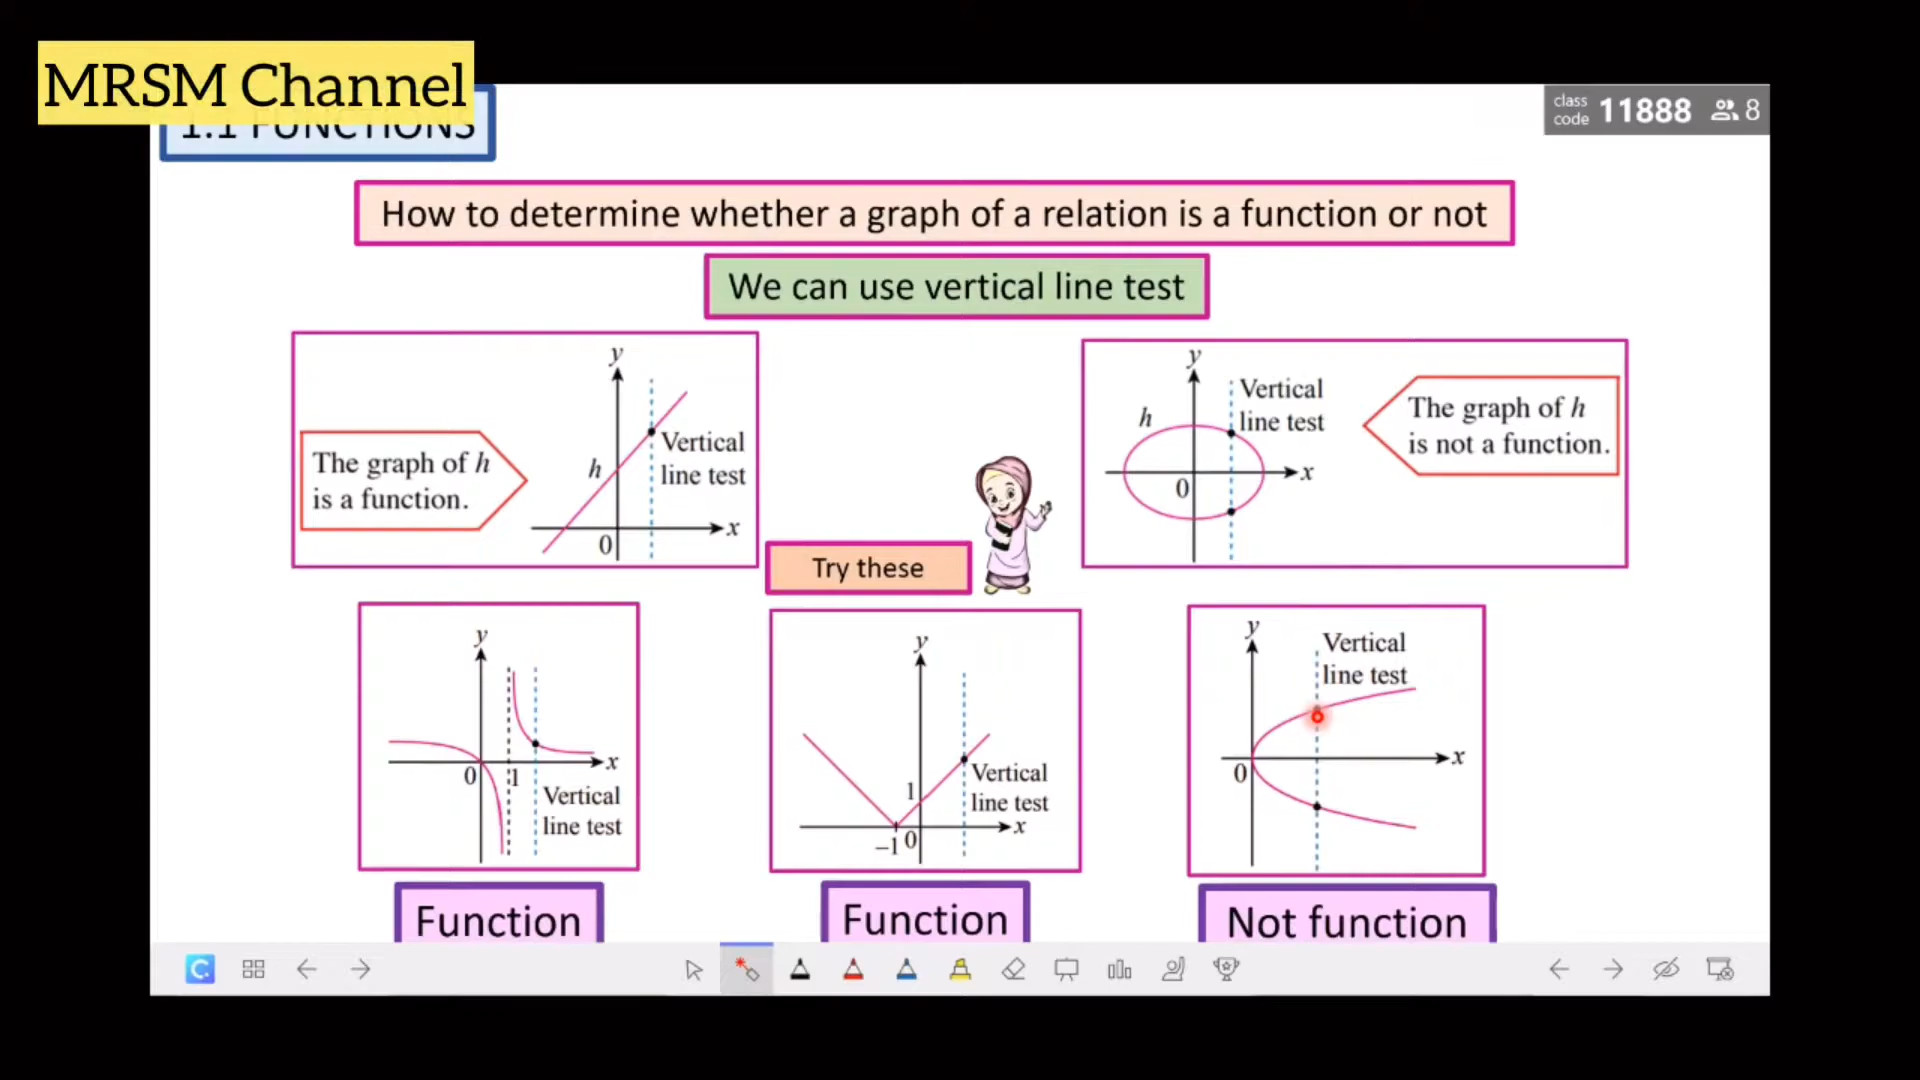 MRSM Channel
1.1 FUNCTIONS
class code 11888 8
How to determine whether a graph of a relation is a function or not
We can use vertical line test
The graph of h
is a function.
y
h
Vertical
line test
0
x
y
h
Vertical
line test
0
x
The graph of h
is not a function.
Try these
y
0
1
x
Vertical
line test
y
1
Vertical
line test
x
–1
0
y
Vertical
line test
x
0
Function
Function
Not function